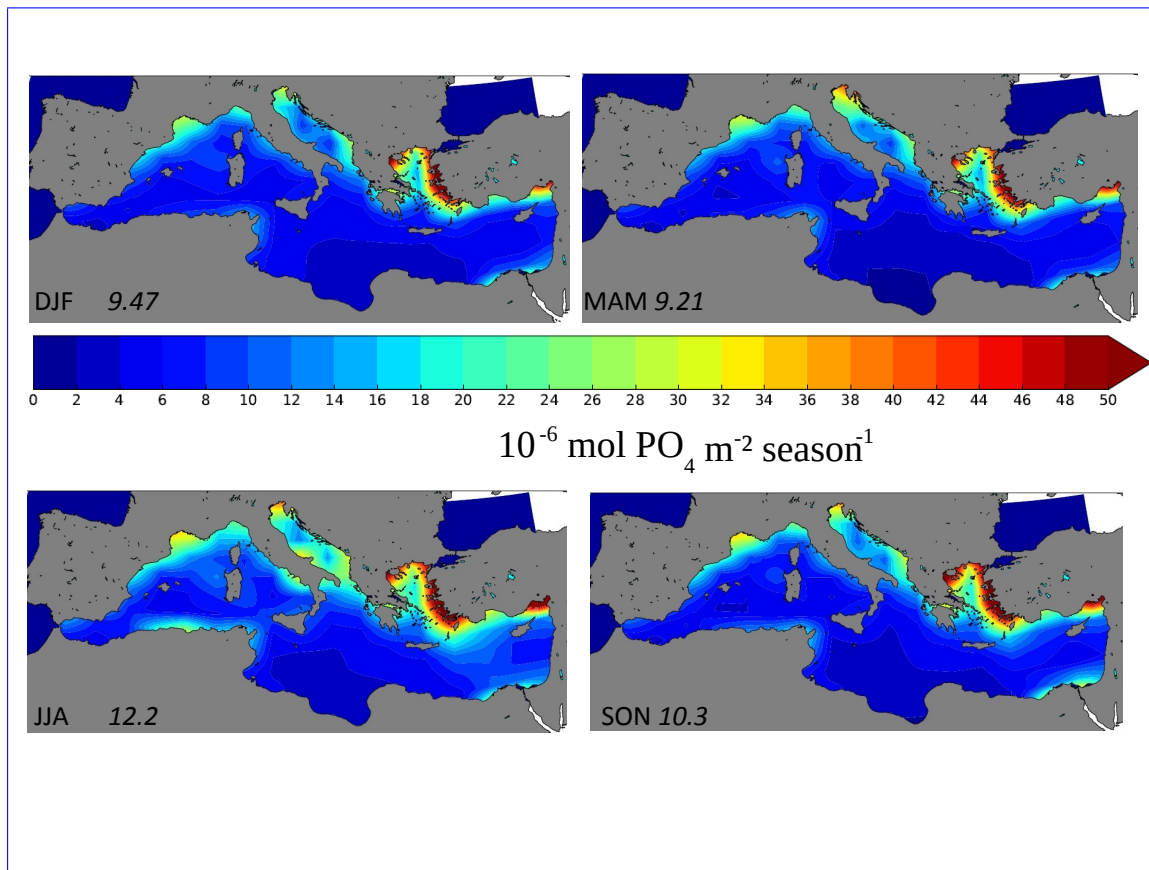 DJF 9.47
MAM 9.21
0 2 4 6 8 10 12 14 16 18 20 22 24 26 28 30 32 34 36 38 40 42 44 46 48 50
10⁻⁶ mol PO₄ m⁻² season⁻¹
JJA 12.2
SON 10.3